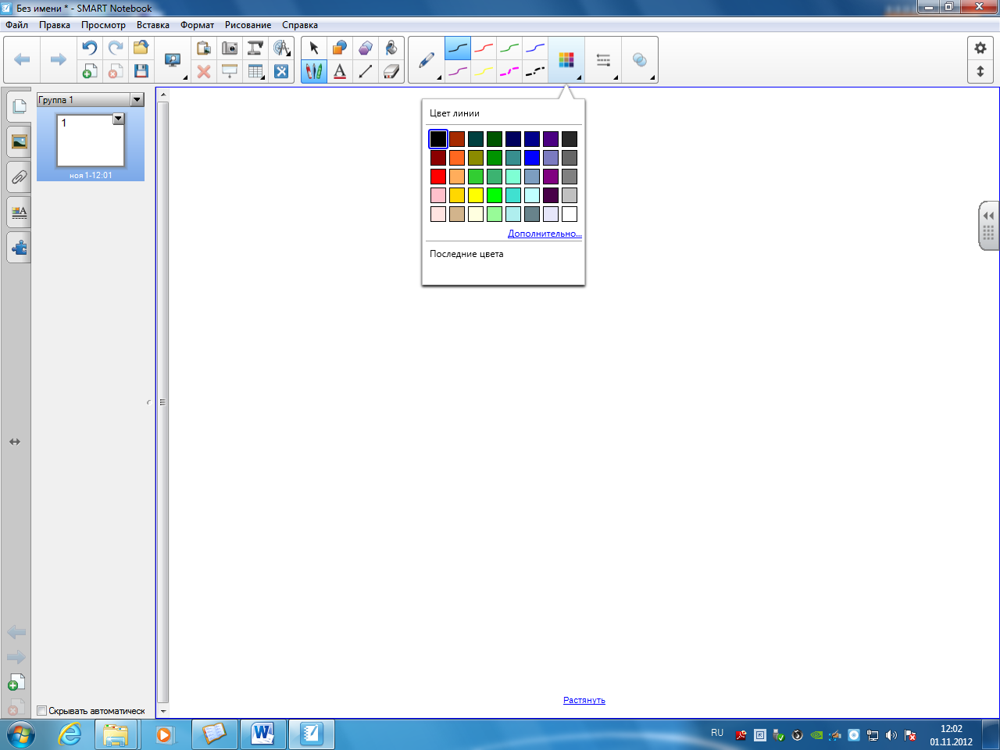 Без имени * - SMART Notebook
Файл Правка Просмотр Вставка Формат Рисование Справка
Группа 1
1
ноя 1-12:01
Цвет линии
Дополнительно...
Последние цвета
Растянуть
Скрывать автоматическ
RU
12:02
01.11.2012